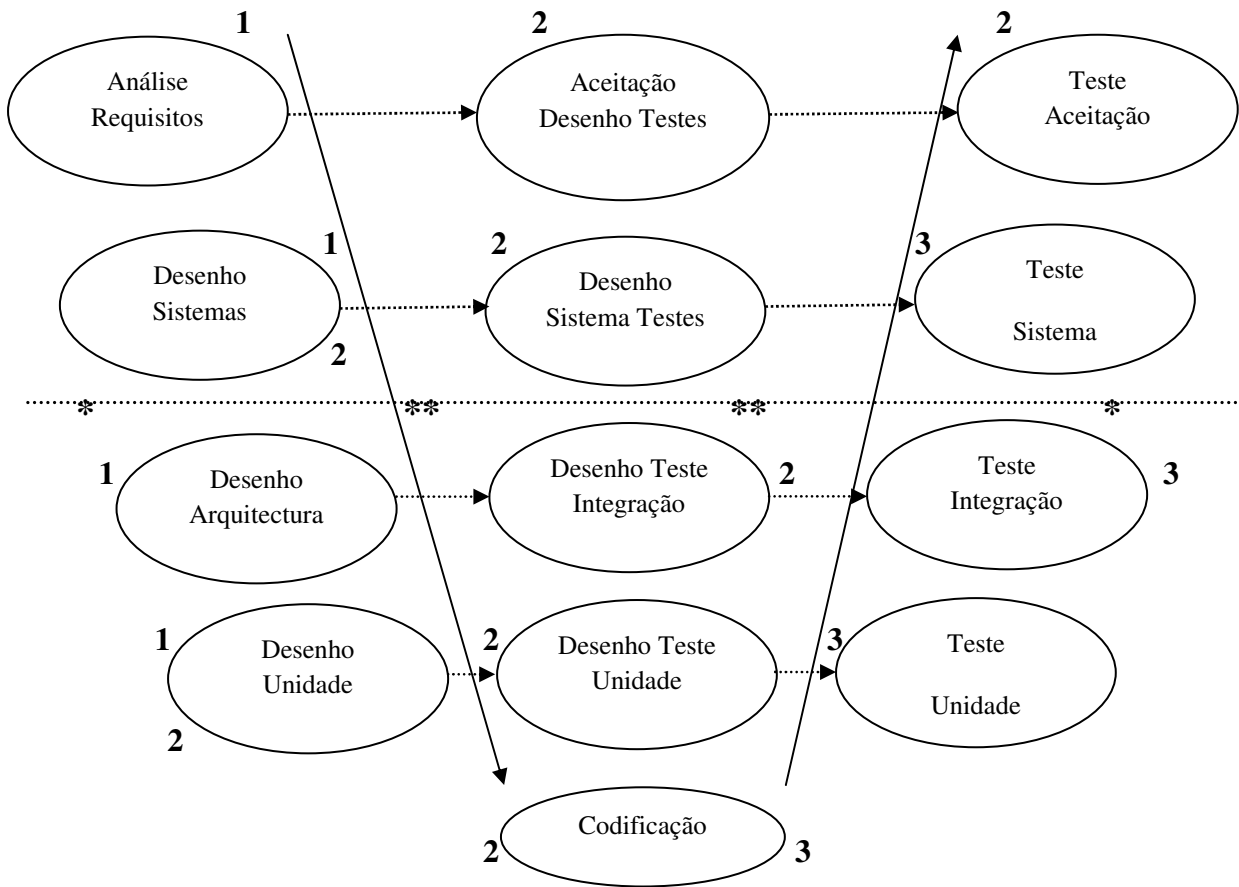 1
2
2
Análise
Requisitos
Aceitação
Desenho Testes
Teste
Aceitação
1
2
3
Desenho
Sistemas
Desenho
Sistema Testes
Teste
Sistema
2
* ** ** *
1
Desenho
Arquitectura
Desenho Teste
Integração
2
Teste
Integração
3
1
Desenho
Unidade
2
2
Desenho Teste
Unidade
3
Teste
Unidade
Codificação
2
3